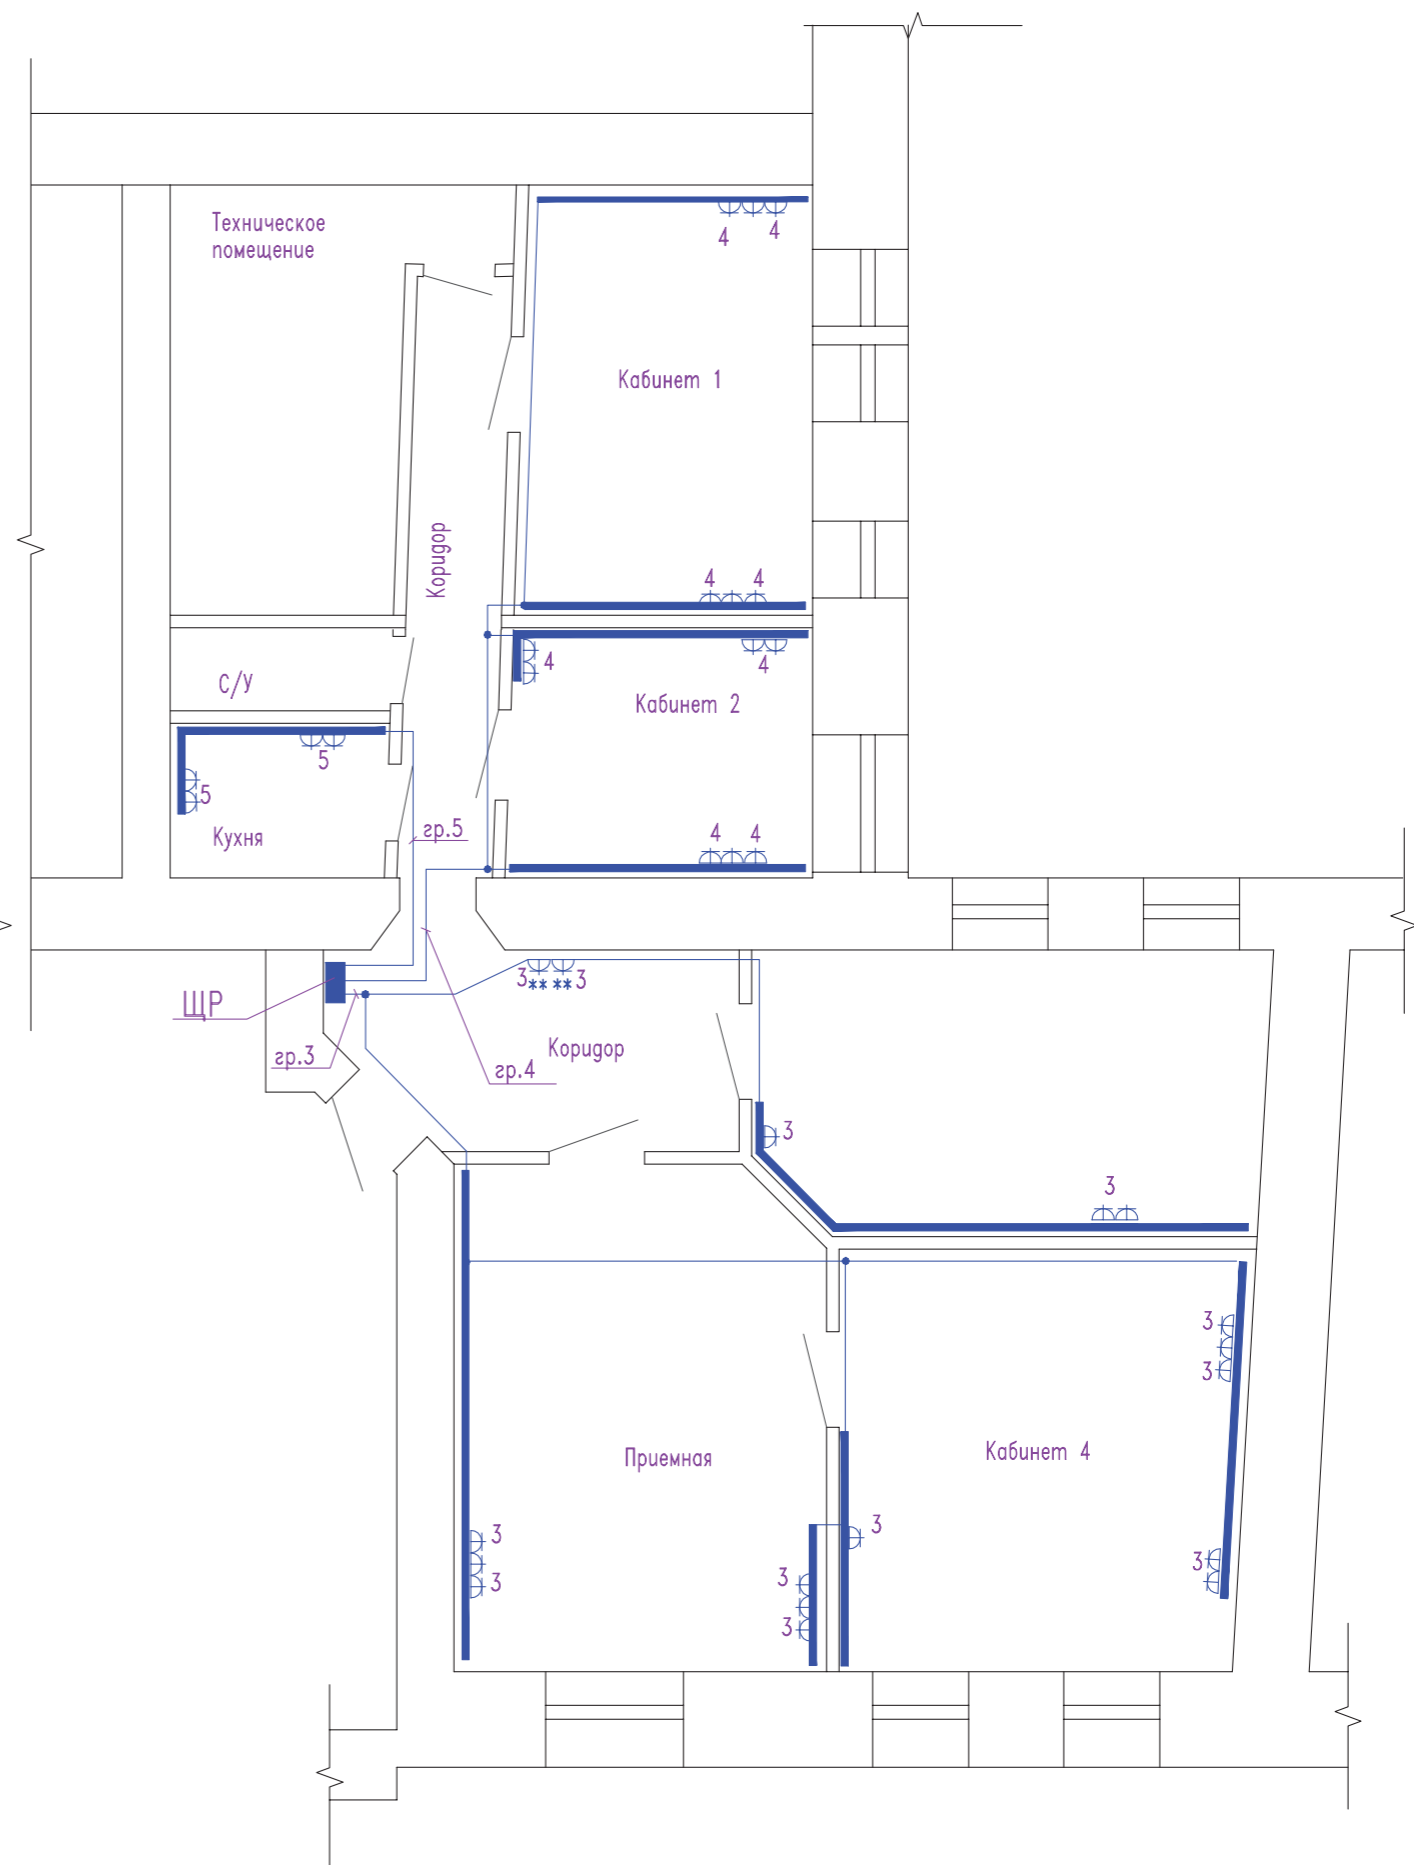 Техническое
помещение
4 4
Кабинет 1
Коридор
4 4
4
4
С/У
Кабинет 2
5
5
Кухня
гр.5
4 4
3 ** ** 3
ЩР
гр.3
гр.4
Коридор
3
3
3
3
Приемная
Кабинет 4
3
3
3
3
3
3
3